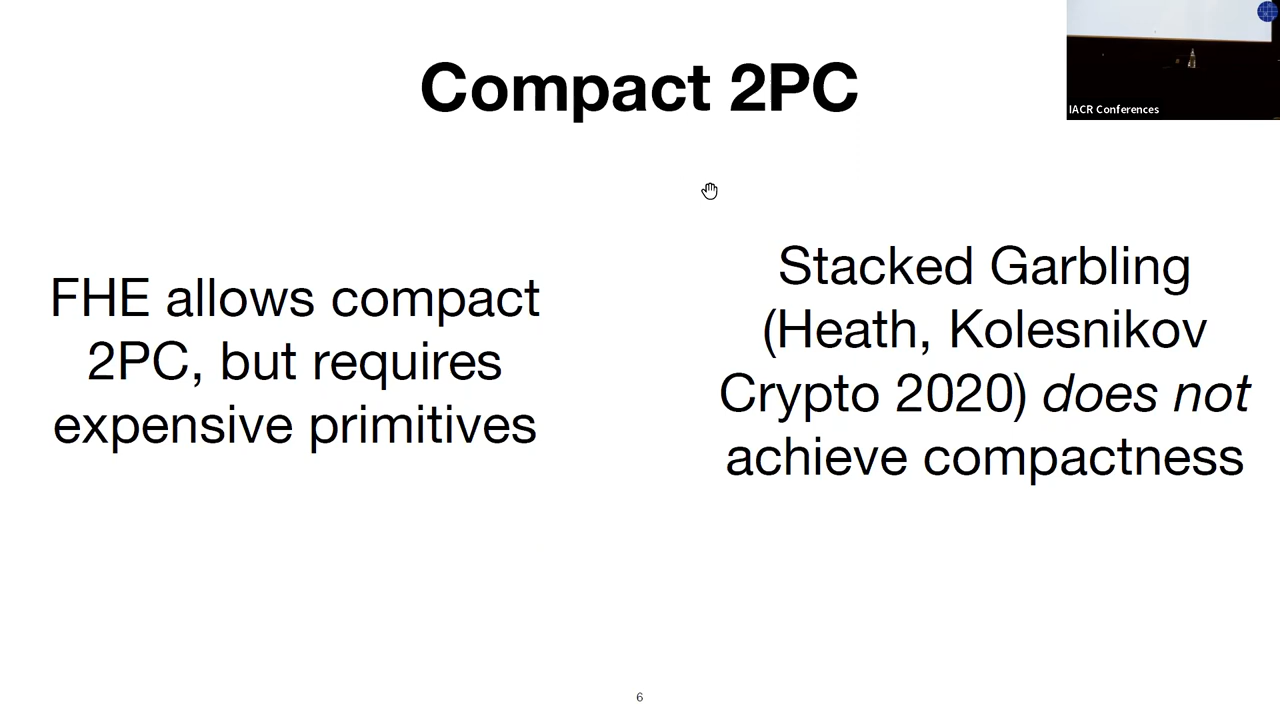 Compact 2PC
IACR Conferences
FHE allows compact
2PC, but requires
expensive primitives
Stacked Garbling
(Heath, Kolesnikov
Crypto 2020) does not
achieve compactness
6